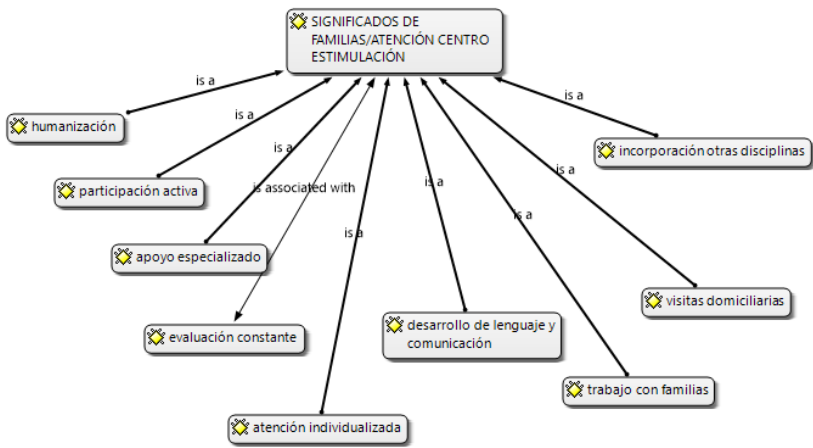 SIGNIFICADOS DE
FAMILIAS/ATENCIÓN CENTRO
ESTIMULACIÓN
is a
humanización
is a
participación activa
is a
apoyo especializado
is associated with
evaluación constante
is a
atención individualizada
is a
desarrollo de lenguaje y
comunicación
is a
trabajo con familias
is a
visitas domiciliarias
is a
incorporación otras disciplinas